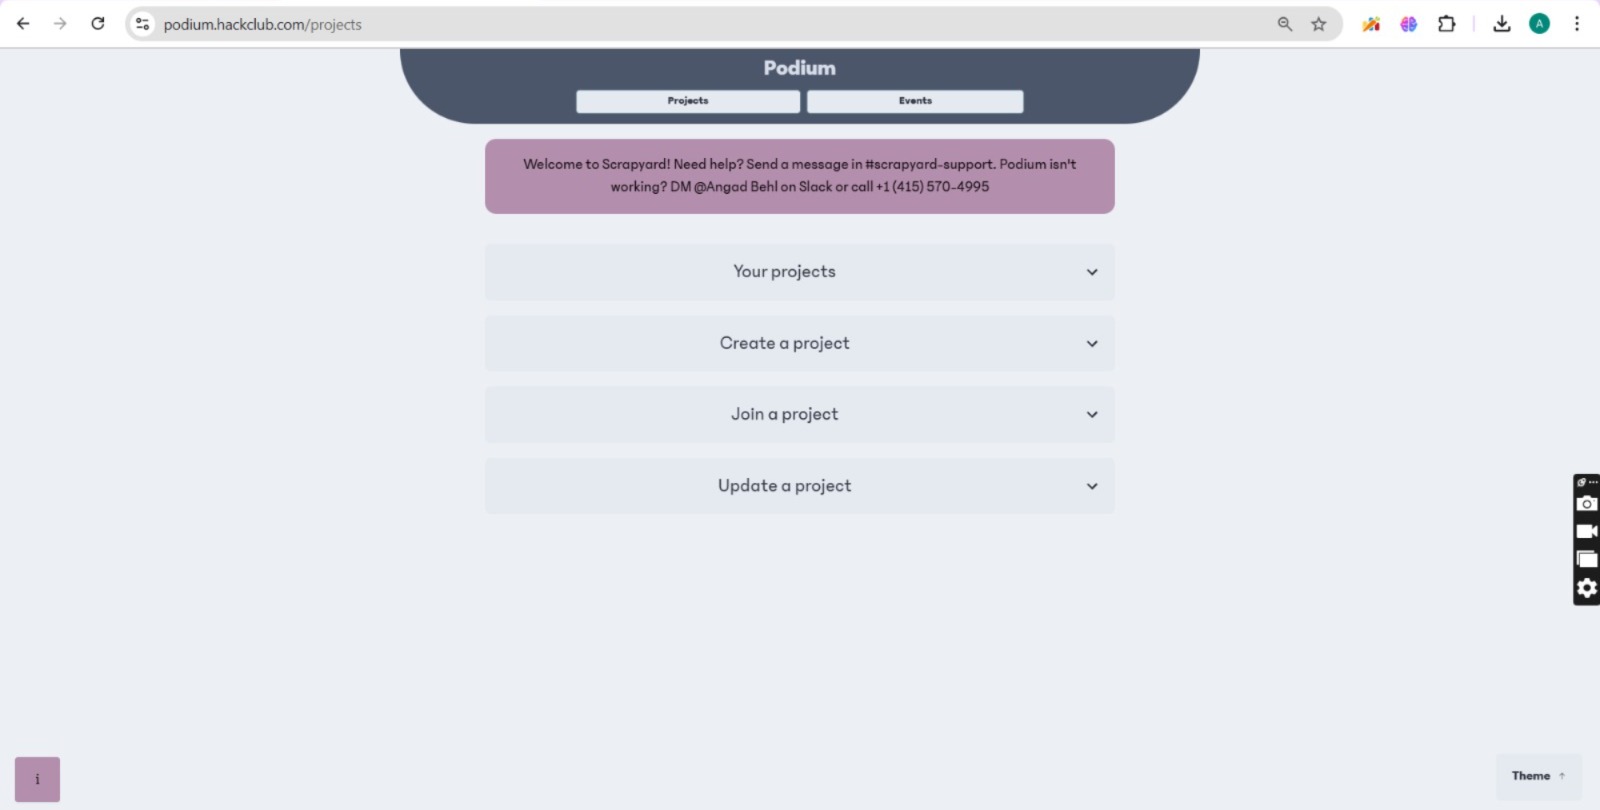 podium.hackclub.com/projects
A
Podium
Projects
Events
Welcome to Scrapyard! Need help? Send a message in #scrapyard-support. Podium isn't
working? DM @Angad Behl on Slack or call +1 (415) 570-4995
Your projects
Create a project
Join a project
Update a project
i
Theme ↑